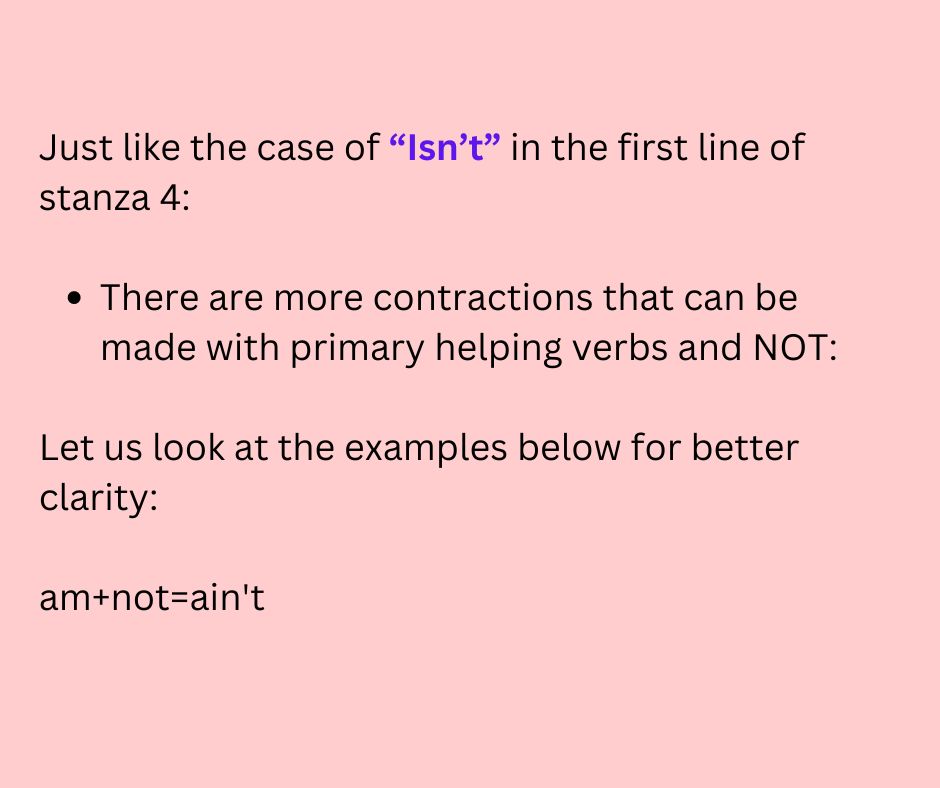 Just like the case of “Isn’t” in the first line of
stanza 4:
• There are more contractions that can be
made with primary helping verbs and NOT:
Let us look at the examples below for better
clarity:
am+not=ain't